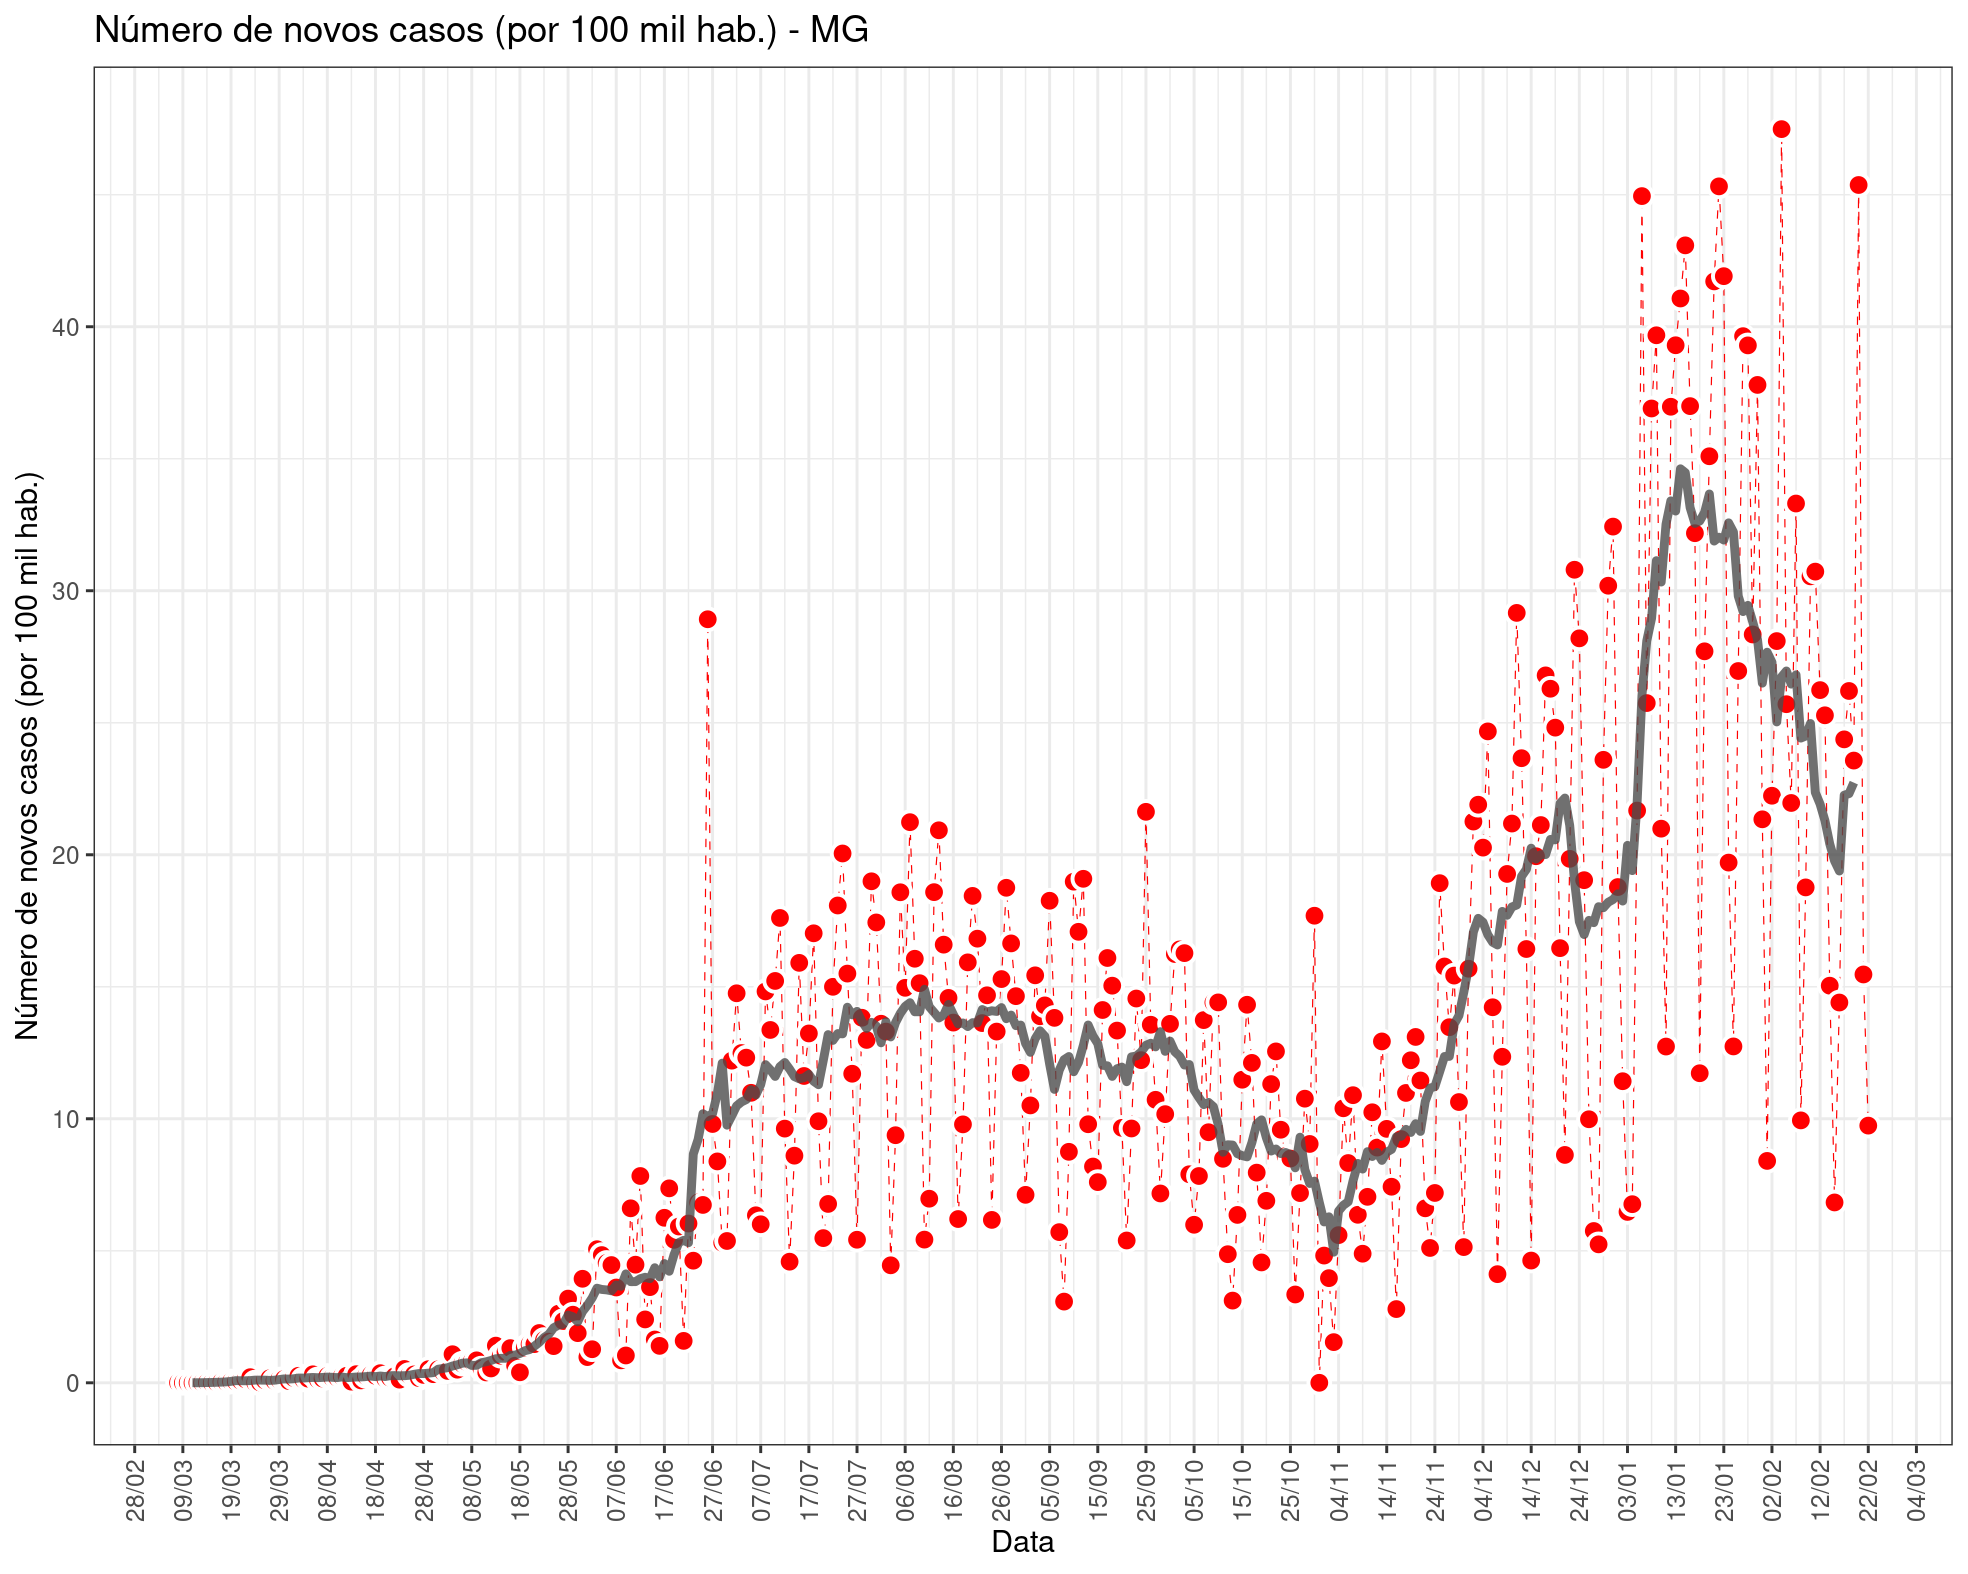 Número de novos casos (por 100 mil hab.) - MG
Número de novos casos (por 100 mil hab.)
40
30
20
10
0
28/02 09/03 19/03 29/03 08/04 18/04 28/04 08/05 18/05 28/05 07/06 17/06 27/06 07/07 17/07 27/07 06/08 16/08 26/08 05/09 15/09 25/09 05/10 15/10 25/10 04/11 14/11 24/11 04/12 14/12 24/12 03/01 13/01 23/01 02/02 12/02 22/02 04/03
Data